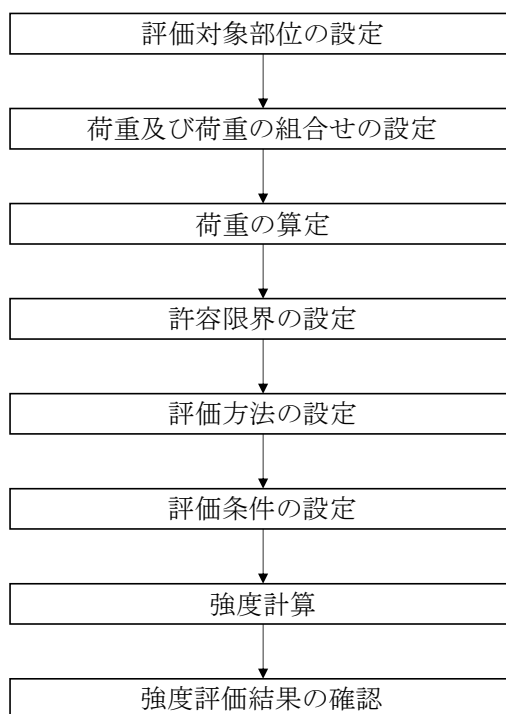 評価対象部位の設定
荷重及び荷重の組合せの設定
荷重の算定
許容限界の設定
評価方法の設定
評価条件の設定
強度計算
強度評価結果の確認